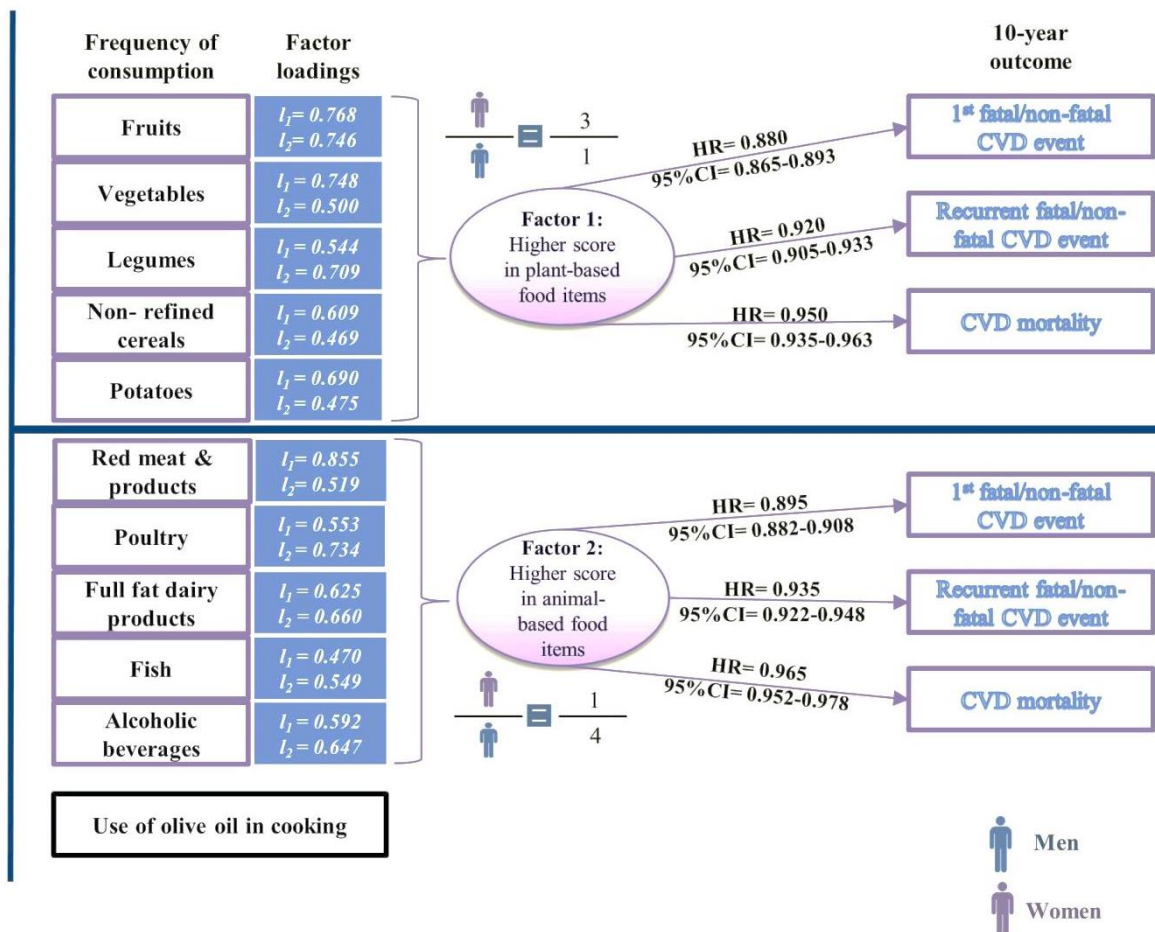 Frequency of
consumption
Factor
loadings
10-year
outcome
Fruits
l1= 0.768
l2= 0.746
Vegetables
l1= 0.748
l2= 0.500
Legumes
l1= 0.544
l2= 0.709
Non- refined
cereals
l1= 0.609
l2= 0.469
Potatoes
l1= 0.690
l2= 0.475
3
1
Factor 1:
Higher score
in plant-based
food items
HR= 0.880
95%CI= 0.865-0.893
1st fatal/non-fatal
CVD event
HR= 0.920
95%CI= 0.905-0.933
Recurrent fatal/non-
fatal CVD event
HR= 0.950
95%CI= 0.935-0.963
CVD mortality
Red meat &
products
l1= 0.855
l2= 0.519
Poultry
l1= 0.553
l2= 0.734
Full fat dairy
products
l1= 0.625
l2= 0.660
Fish
l1= 0.470
l2= 0.549
Alcoholic
beverages
l1= 0.592
l2= 0.647
Factor 2:
Higher score
in animal-
based food
items
1
4
HR= 0.895
95%CI= 0.882-0.908
1st fatal/non-fatal
CVD event
HR= 0.935
95%CI= 0.922-0.948
Recurrent fatal/non-
fatal CVD event
HR= 0.965
95%CI= 0.952-0.978
CVD mortality
Use of olive oil in cooking
Men
Women